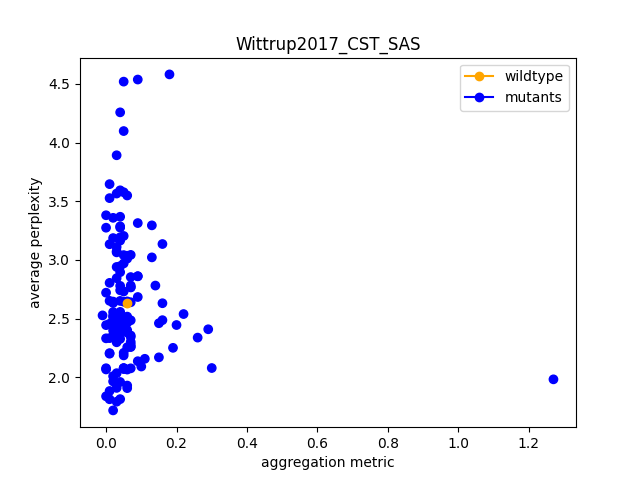 Wittrup2017_CST_SAS
wildtype
mutants
average perplexity
4.5
4.0
3.5
3.0
2.5
2.0
0.0 0.2 0.4 0.6 0.8 1.0 1.2
aggregation metric